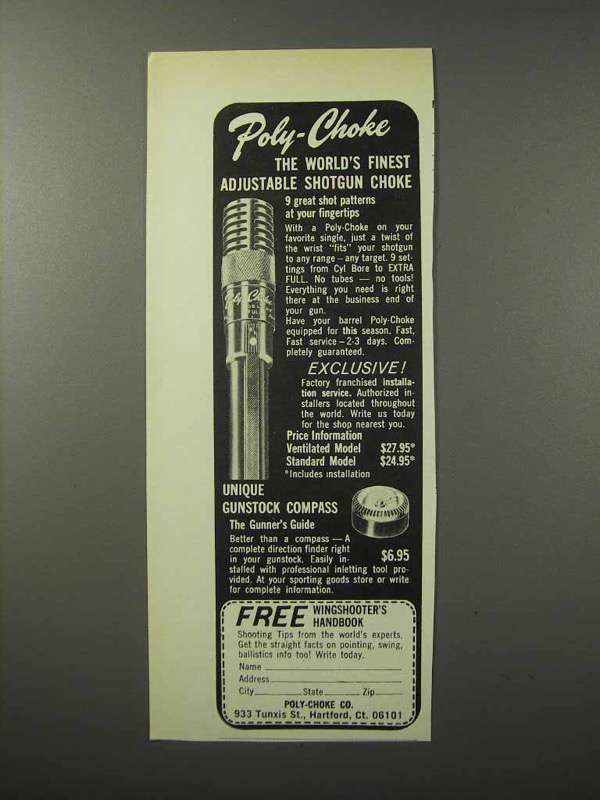 Poly-Choke
THE WORLD'S FINEST
ADJUSTABLE SHOTGUN CHOKE
9 great shot patterns
at your fingertips
With a Poly-Choke on your
favorite single, just a twist of
the wrist "fits" your shotgun
to any range — any target. 9 set-
tings from Cyl Bore to EXTRA
FULL. No tubes — no tools!
Everything you need is right
there at the business end of
your gun.
Have your barrel Poly-Choke
equipped for this season. Fast,
Fast service — 2-3 days. Com-
pletely guaranteed.
Poly Choke
EXCLUSIVE!
Factory franchised installa-
tion service. Authorized in-
stallers located throughout
the world. Write us today
for the shop nearest you.
Price Information
Ventilated Model $27.95*
Standard Model $24.95*
*Includes installation
UNIQUE
GUNSTOCK COMPASS
The Gunner's Guide
Better than a compass — A
complete direction finder right
in your gunstock. Easily in-
stalled with professional inletting tool pro-
vided. At your sporting goods store or write
for complete information.
$6.95
FREE WINGSHOOTER'S
HANDBOOK
Shooting Tips from the world's experts.
Get the straight facts on pointing, swing,
ballistics info too! Write today.
Name
Address
City State Zip
POLY-CHOKE CO.
933 Tunxis St., Hartford, Ct. 06101